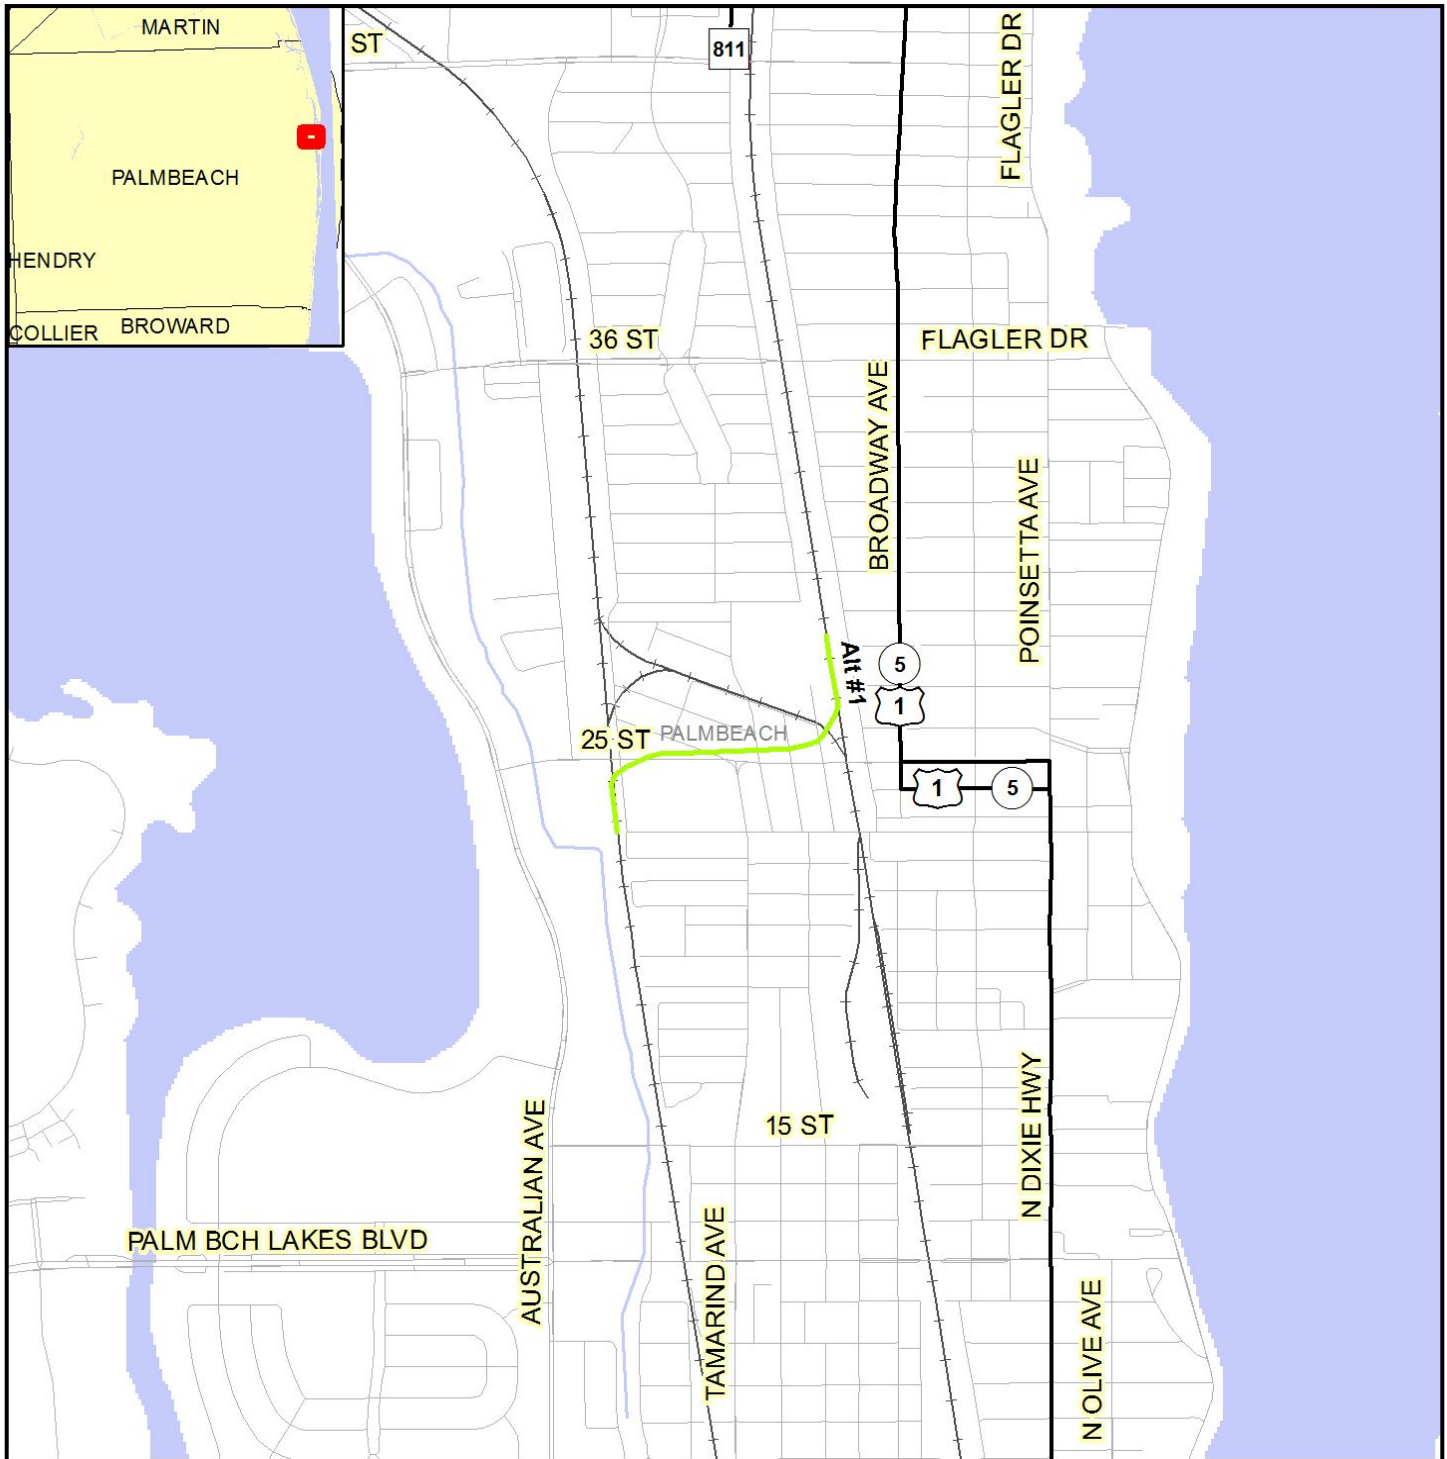 MARTIN
PALMBEACH
HENDRY
COLLIER
BROWARD
ST
811
FLAGLER DR
36 ST
FLAGLER DR
BROADWAY AVE
POINSETTA AVE
Alt #1
5
1
25 ST
PALMBEACH
1
5
15 ST
N DIXIE HWY
AUSTRALIAN AVE
PALM BCH LAKES BLVD
TAMARIND AVE
N OLIVE AVE